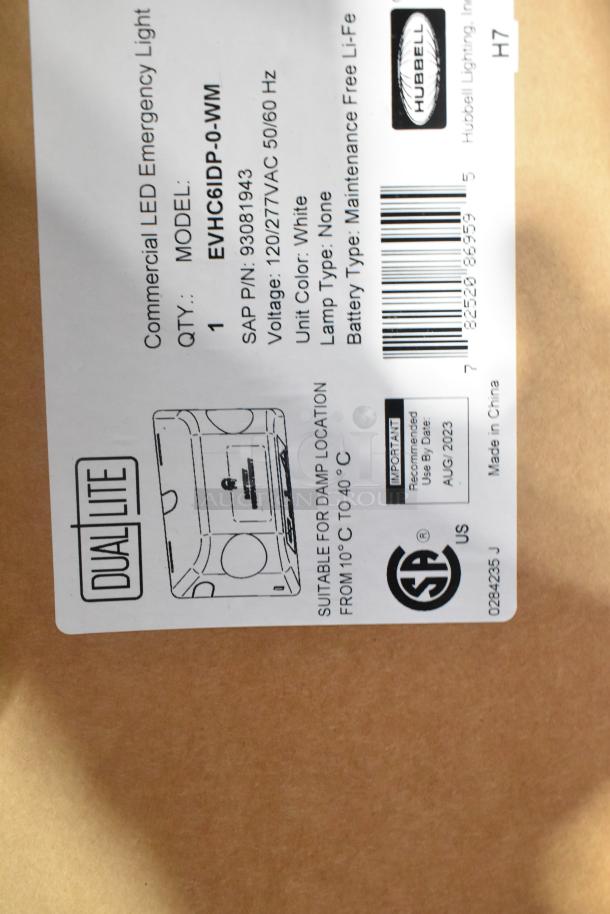 DUAL LITE
Commercial LED Emergency Light
QTY.: MODEL:
1 EVHC6IDP-0-WM
SAP P/N: 93081943
Voltage: 120/277VAC 50/60 Hz
Unit Color: White
Lamp Type: None
Battery Type: Maintenance Free Li-Fe
SUITABLE FOR DAMP LOCATION
FROM 10°C TO 40°C
IMPORTANT
Recommended
Use By Date:
AUG/ 2023
7 82520 86959 5
HUBBELL
Hubbell Lighting, Inc
SA ®
US
0284235 J
Made in China
H7
AUCTION GROUP